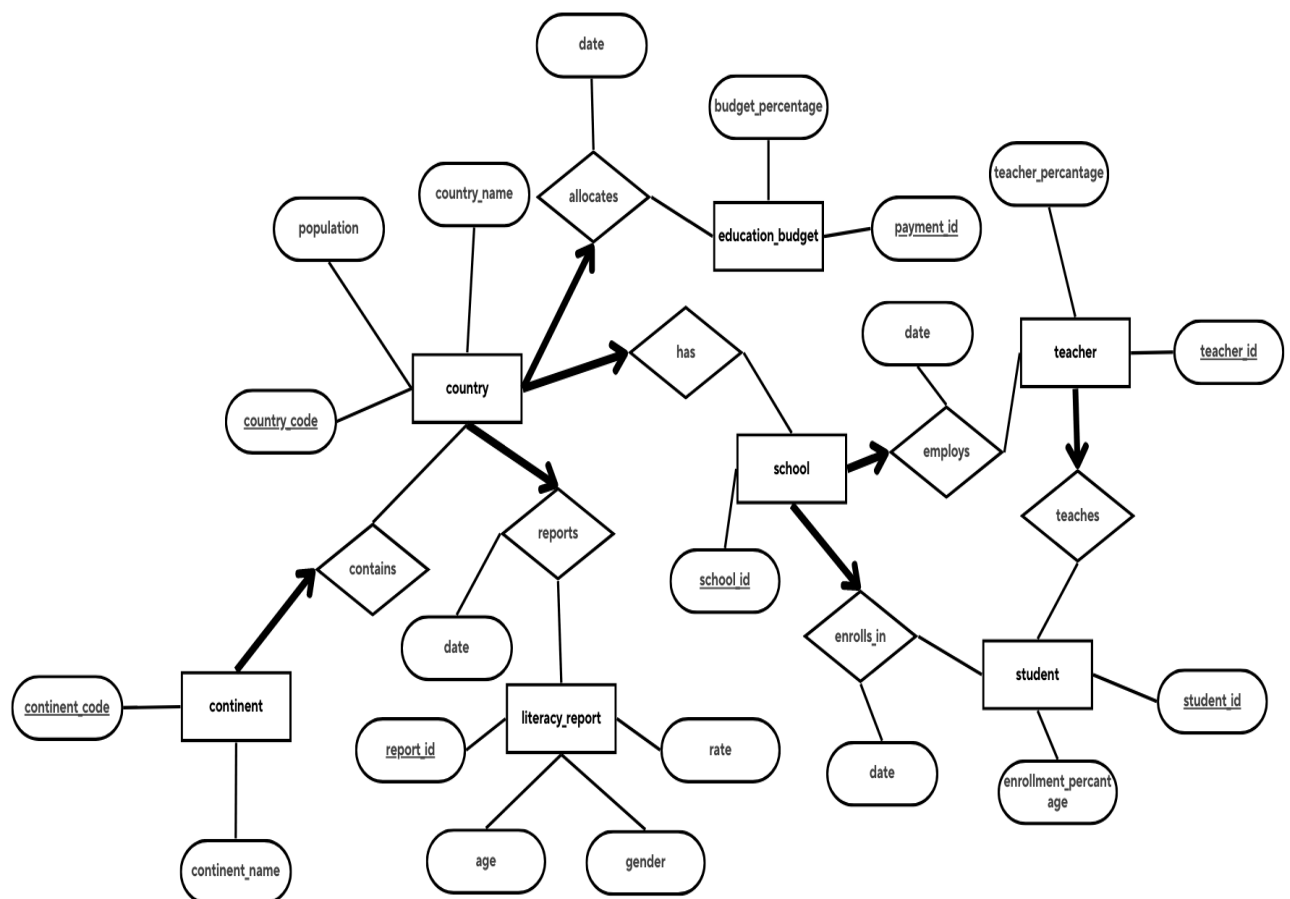 date
budget_percentage
teacher_percantage
country_name
allocates
population
education_budget
payment_id
date
has
teacher
teacher_id
country
country_code
employs
school
teaches
reports
contains
school_id
enrolls_in
date
student
student_id
continent_code
continent
literacy_report
report_id
rate
date
enrollment_percant
age
age
gender
continent_name